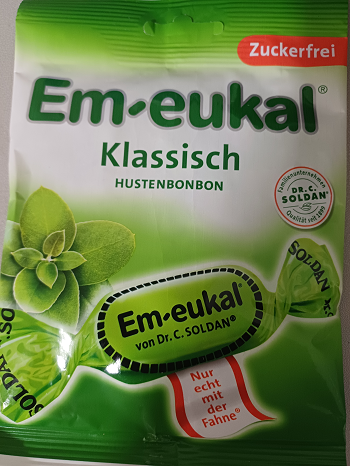 Zuckerfrei
Em-eukal®
Klassisch
HUSTENBONBON
Familienunternehmen
DR. C.
SOLDAN®
Qualität seit 1899
SOLDAN
Em-eukal®
von Dr. C. SOLDAN®
SOLDAN
Nur
echt
mit
der
Fahne®